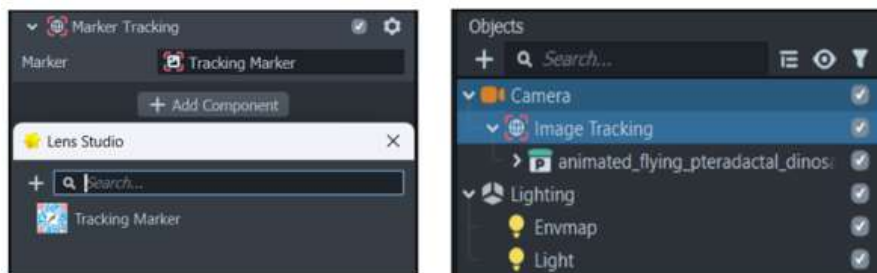 Marker Tracking
Marker Tracking Marker
+ Add Component
Lens Studio
Search...
Tracking Marker
Objects
+ Search...
Camera
Image Tracking
animated_flying_pteradactal_dinos
Lighting
Envmap
Light